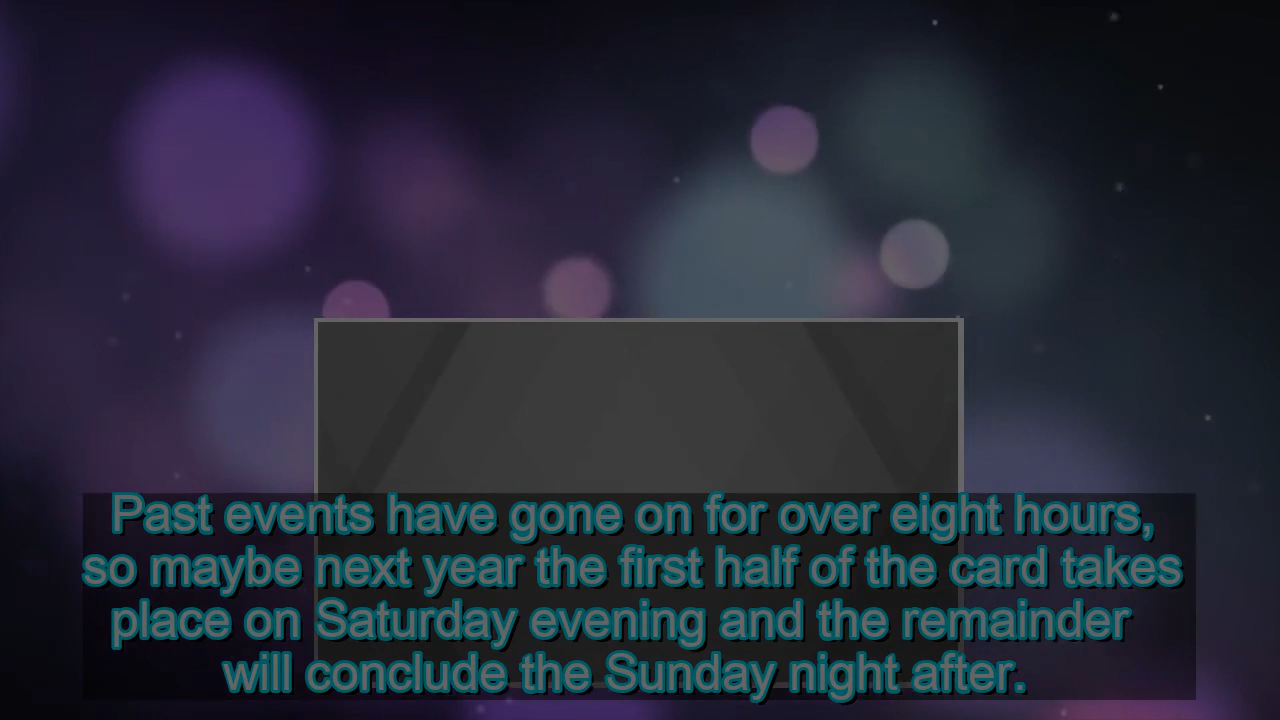 Past events have gone on for over eight hours,
so maybe next year the first half of the card takes
place on Saturday evening and the remainder
will conclude the Sunday night after.